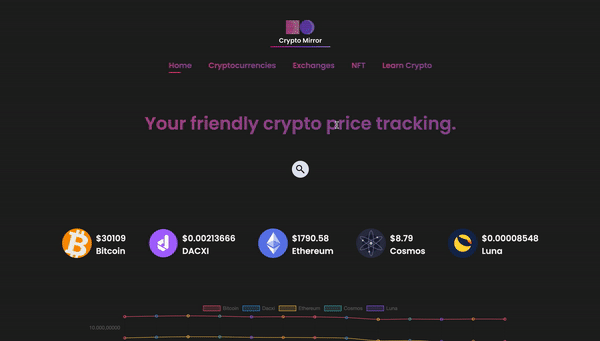 Crypto Mirror
Home Cryptocurrencies Exchanges NFT Learn Crypto
Your friendly crypto price tracking.
$30109 $0.00213666 $1790.58 $8.79 $0.00008548
Bitcoin DACXI Ethereum Cosmos Luna
Bitcoin Dacxi Ethereum Cosmos Luna
10.000,00000